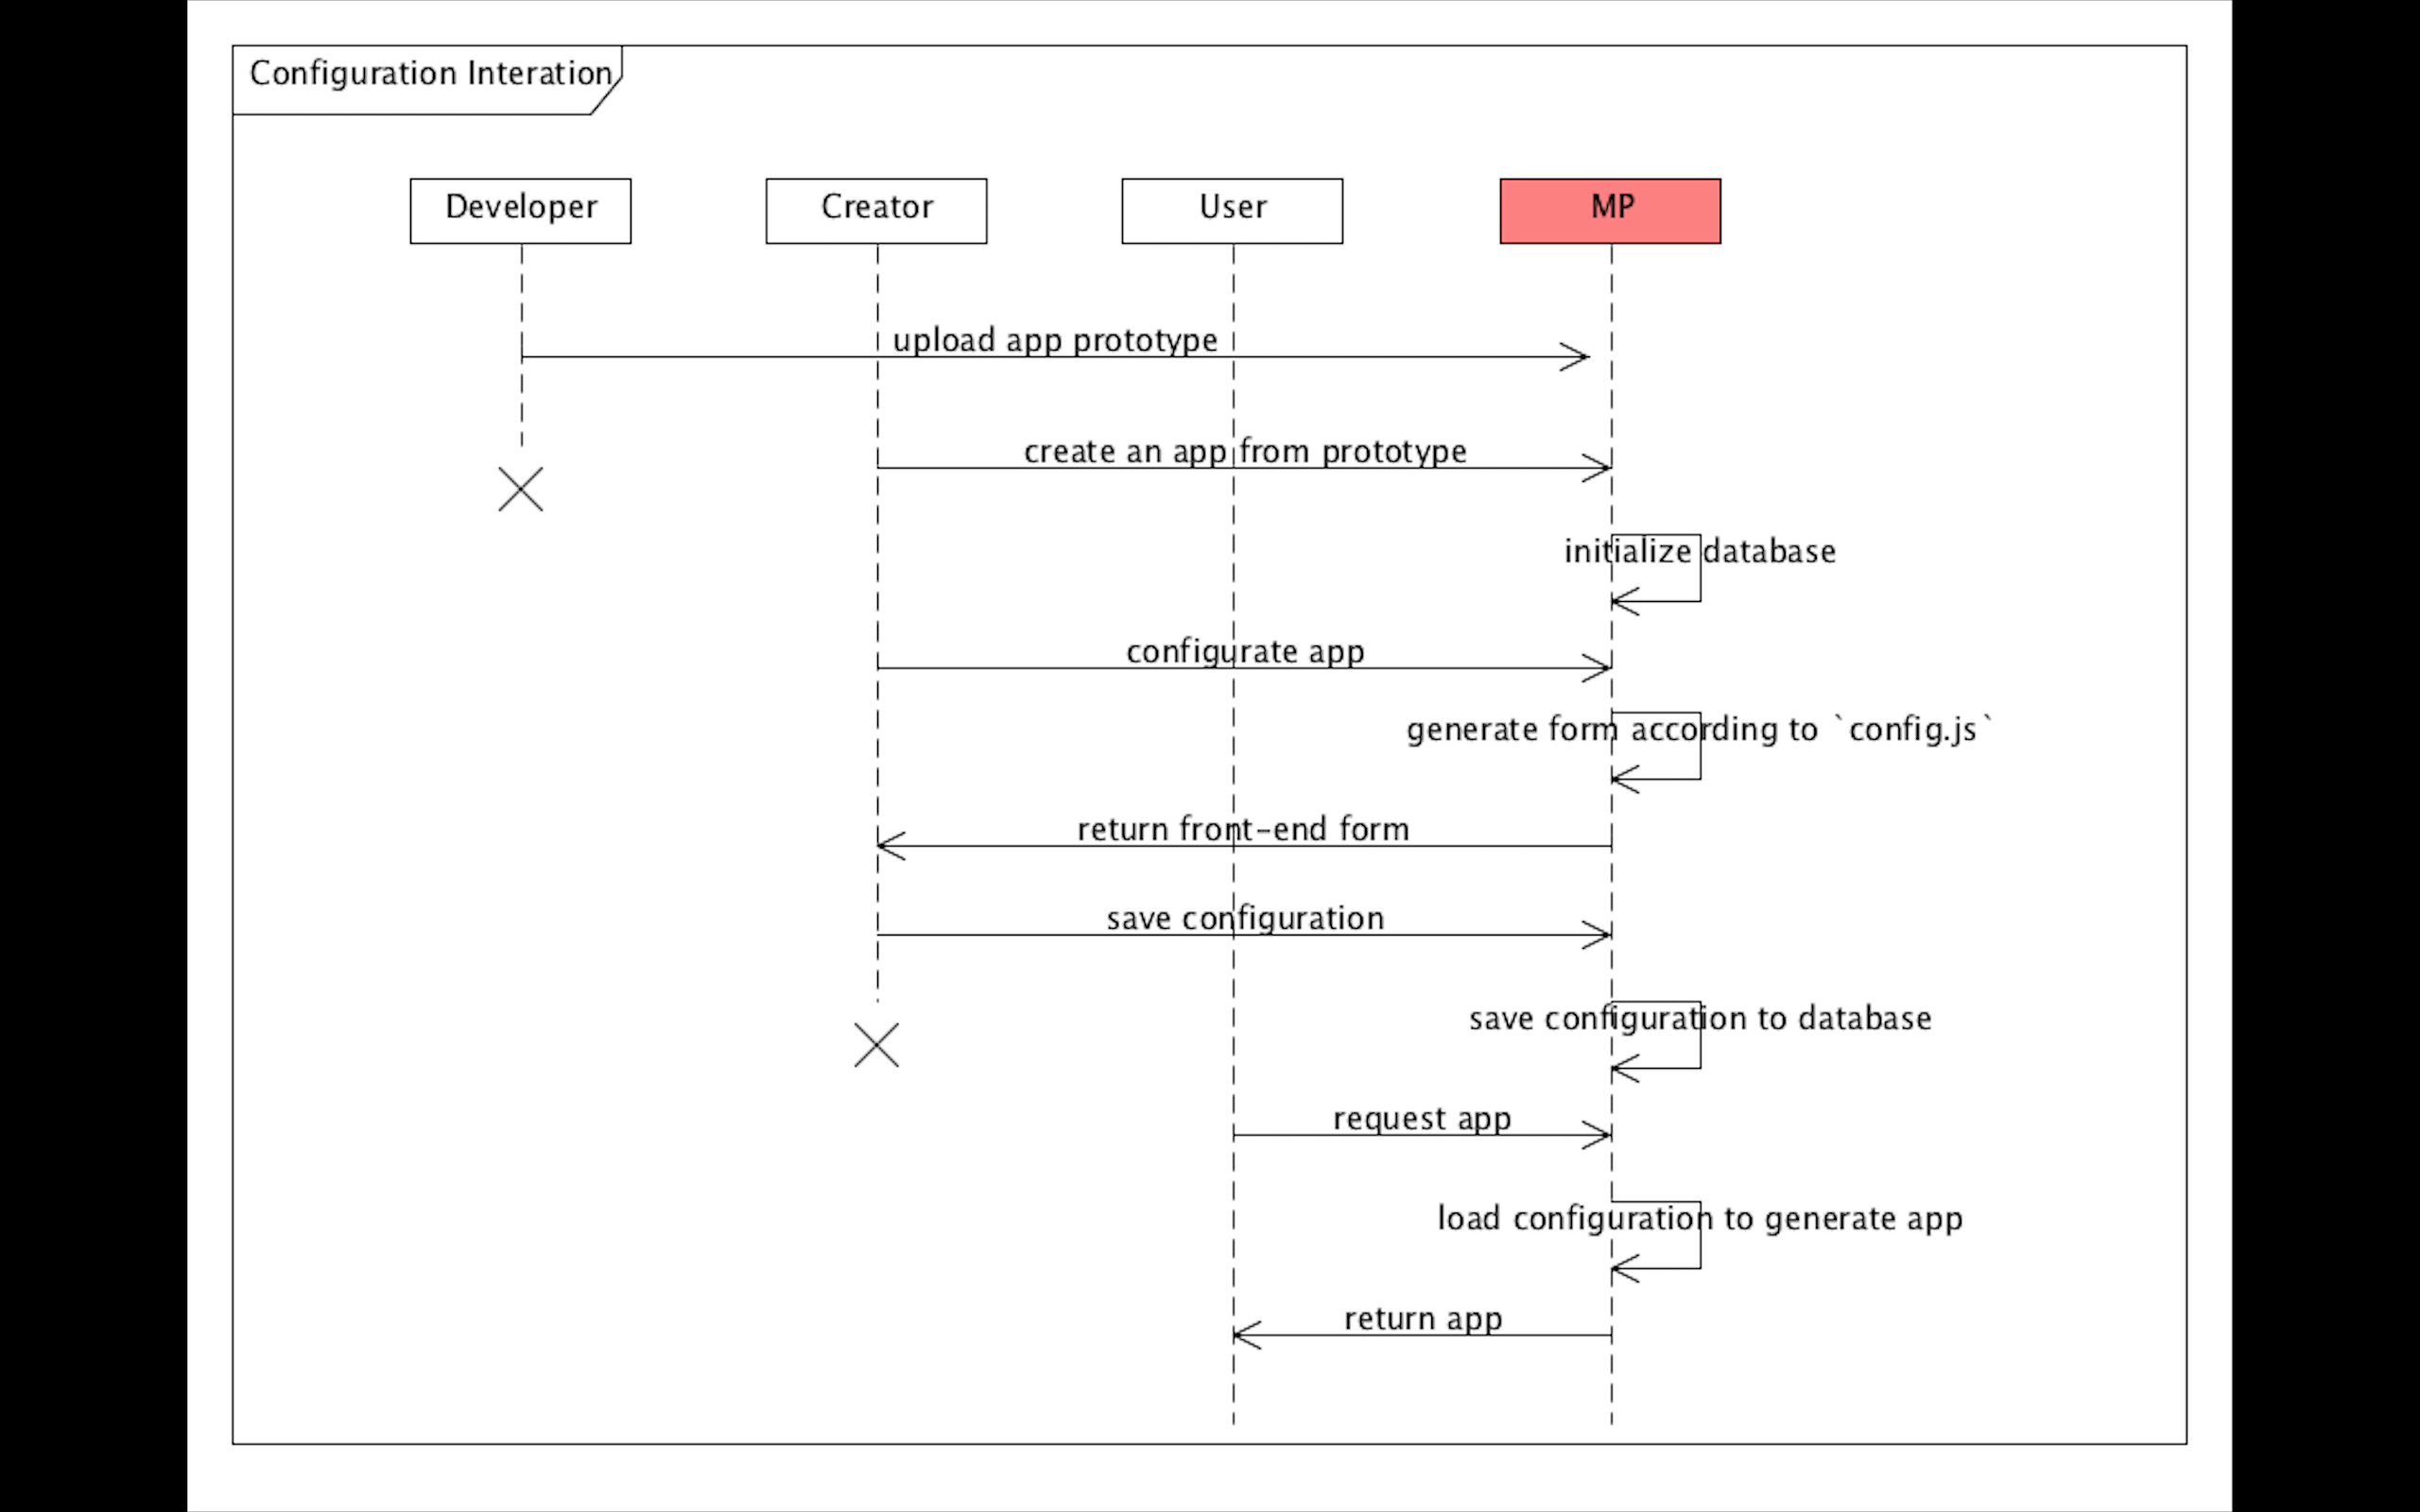 Configuration Interation
Developer
Creator
User
MP
upload app prototype
create an app from prototype
initialize database
configurate app
generate form according to `config.js`
return front-end form
save configuration
save configuration to database
request app
load configuration to generate app
return app